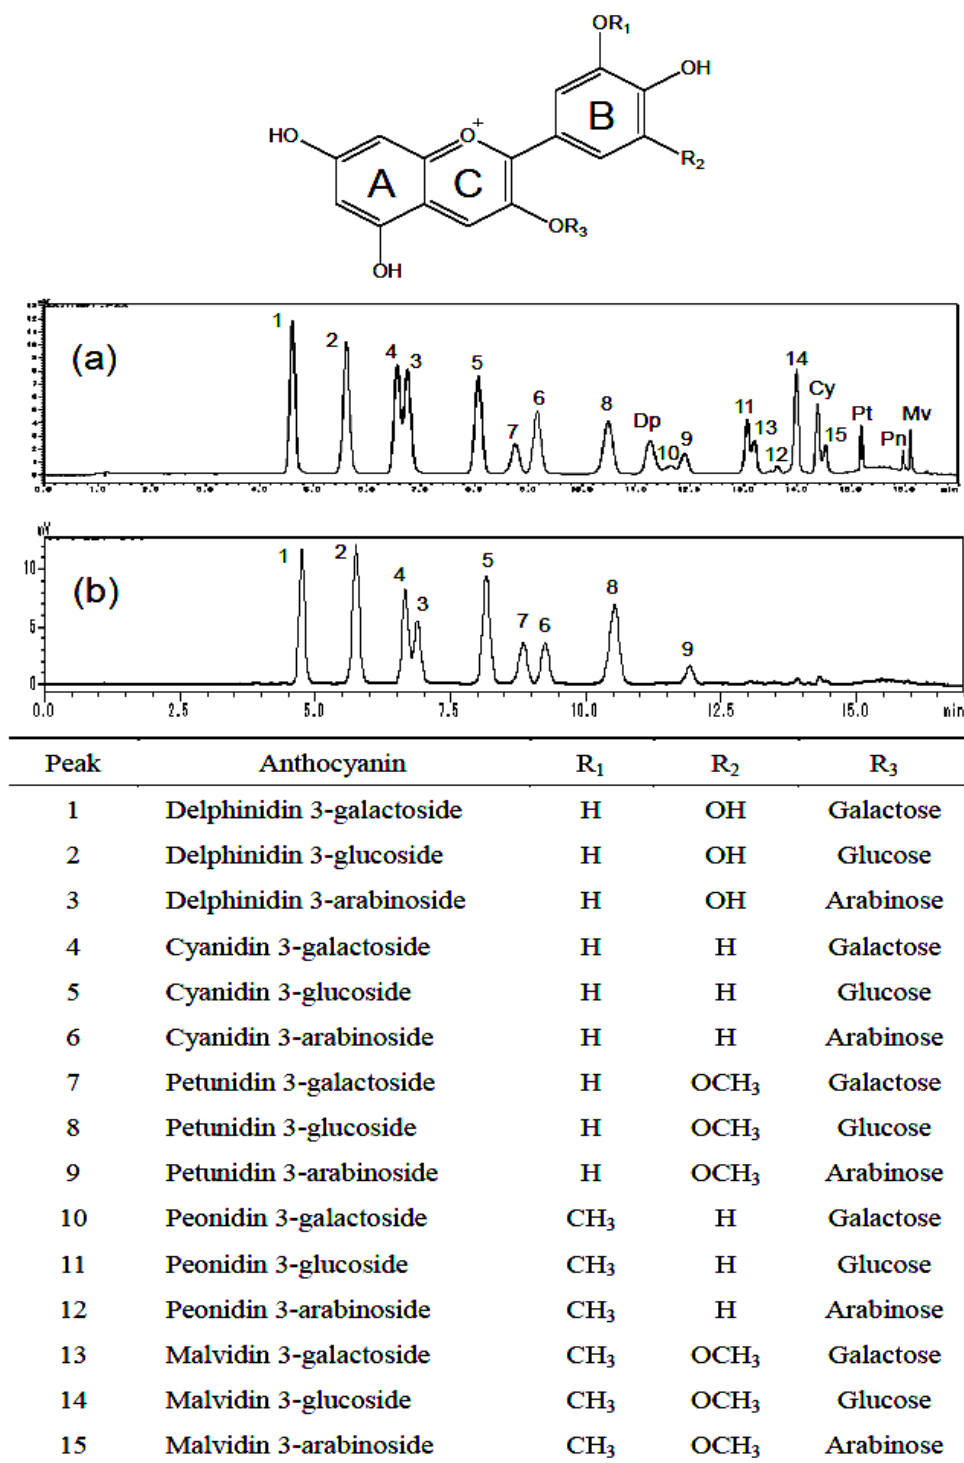 OR1
OH
B
HO
O+
R2
A
C
OR3
OH
(a)
1
2
4
3
5
7
6
8
Dp
10
9
11
13
12
14
Cy
15
Pt
Pn
Mv
min
mV
10
5
0
(b)
1
2
4
3
5
7
6
8
9
0.0 2.5 5.0 7.5 10.0 12.5 15.0 min
Peak Anthocyanin R1 R2 R3
1 Delphinidin 3-galactoside H OH Galactose
2 Delphinidin 3-glucoside H OH Glucose
3 Delphinidin 3-arabinoside H OH Arabinose
4 Cyanidin 3-galactoside H H Galactose
5 Cyanidin 3-glucoside H H Glucose
6 Cyanidin 3-arabinoside H H Arabinose
7 Petunidin 3-galactoside H OCH3 Galactose
8 Petunidin 3-glucoside H OCH3 Glucose
9 Petunidin 3-arabinoside H OCH3 Arabinose
10 Peonidin 3-galactoside CH3 H Galactose
11 Peonidin 3-glucoside CH3 H Glucose
12 Peonidin 3-arabinoside CH3 H Arabinose
13 Malvidin 3-galactoside CH3 OCH3 Galactose
14 Malvidin 3-glucoside CH3 OCH3 Glucose
15 Malvidin 3-arabinoside CH3 OCH3 Arabinose